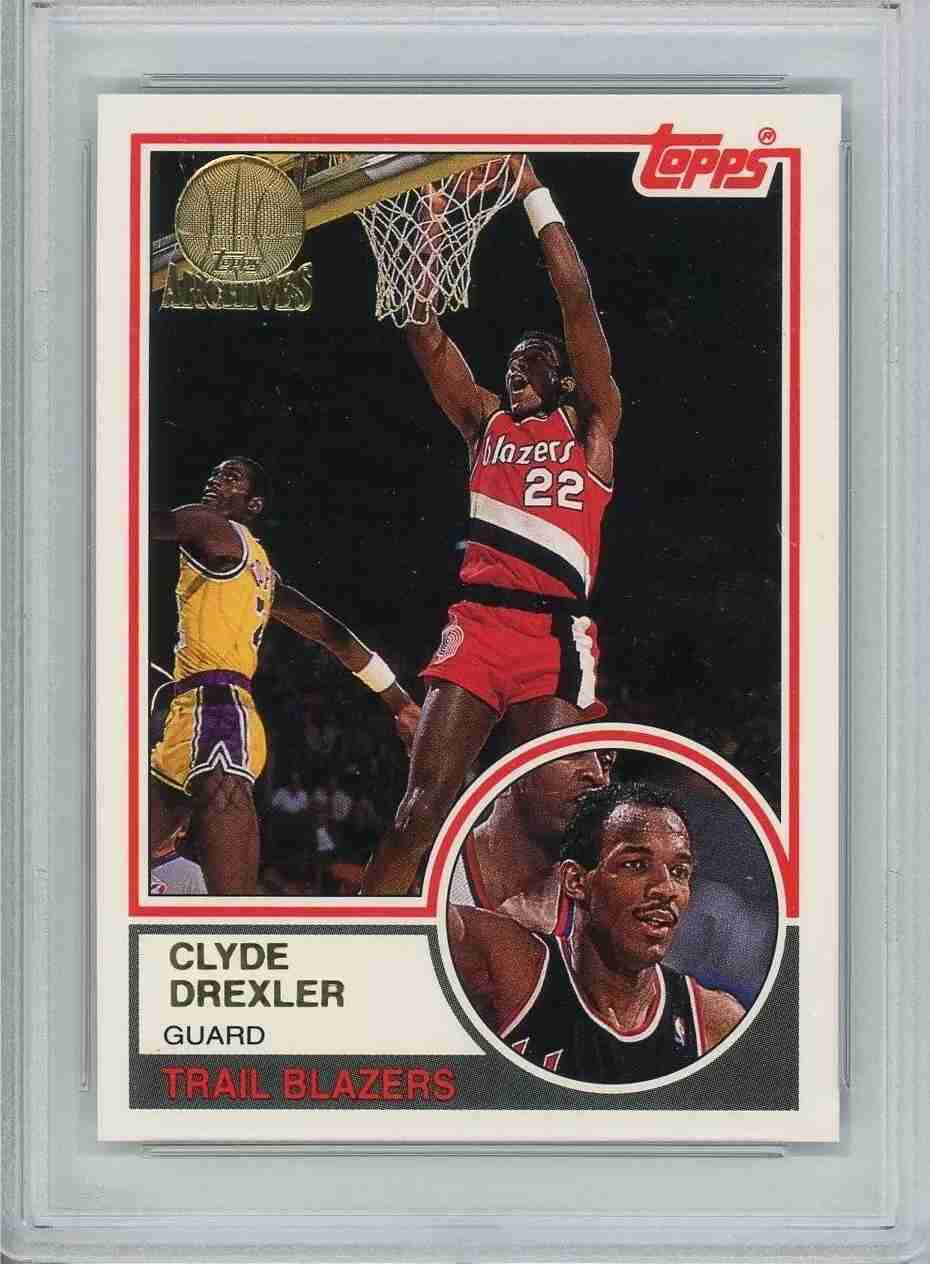 topps®
Topps
ARCHIVES
blazers
22
CLYDE
DREXLER
GUARD
TRAIL BLAZERS